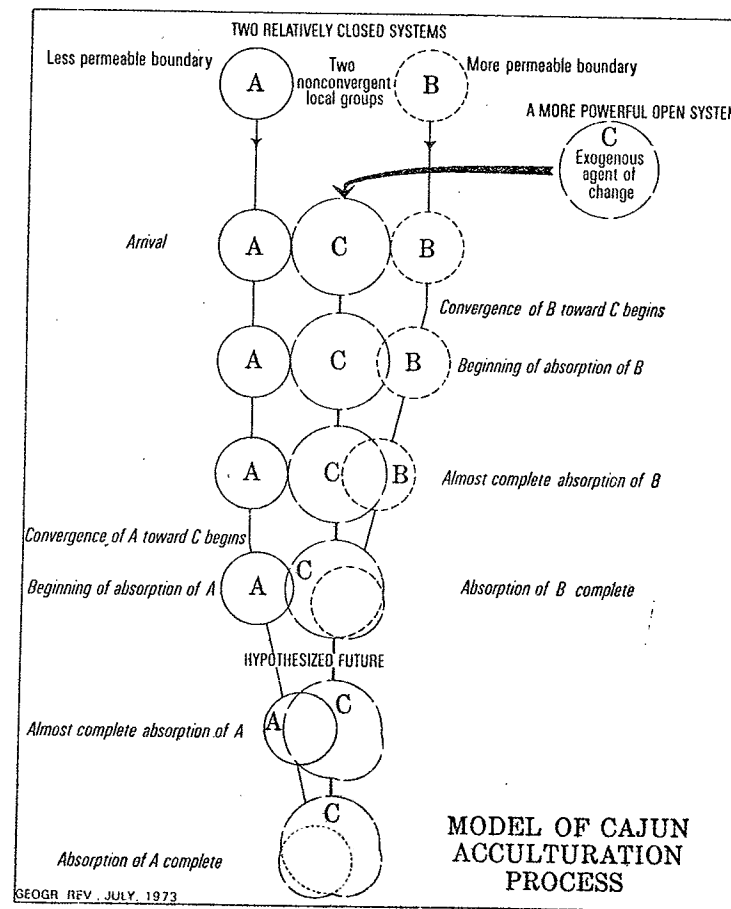 TWO RELATIVELY CLOSED SYSTEMS
Less permeable boundary
A
Two
nonconvergent
local groups
B
More permeable boundary
A MORE POWERFUL OPEN SYSTEM
C
Exogenous
agent of
change
Arrival
A
C
B
Convergence of B toward C begins
A
C
B
Beginning of absorption of B
A
C
B
Almost complete absorption of B
Convergence of A toward C begins
Beginning of absorption of A
A
C
Absorption of B complete
HYPOTHESIZED FUTURE
Almost complete absorption of A
A
C
C
Absorption of A complete
MODEL OF CAJUN
ACCULTURATION
PROCESS
GEOGR REV, JULY, 1973